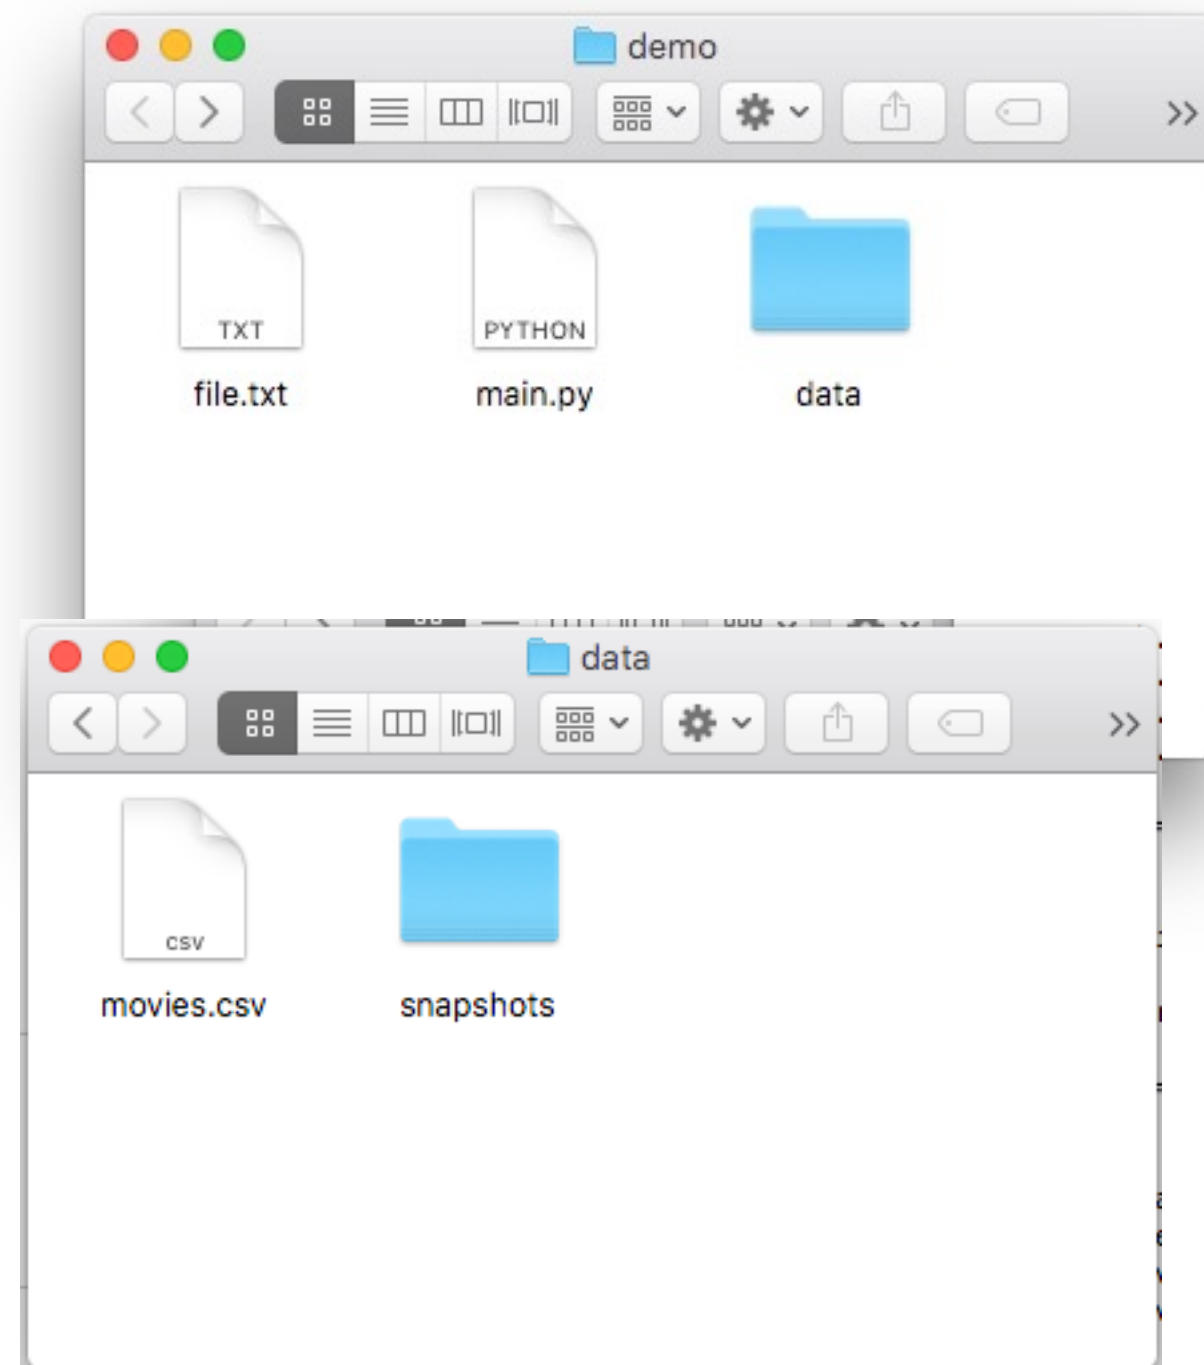 demo
TXT
PYTHON
file.txt
main.py
data
data
CSV
movies.csv
snapshots